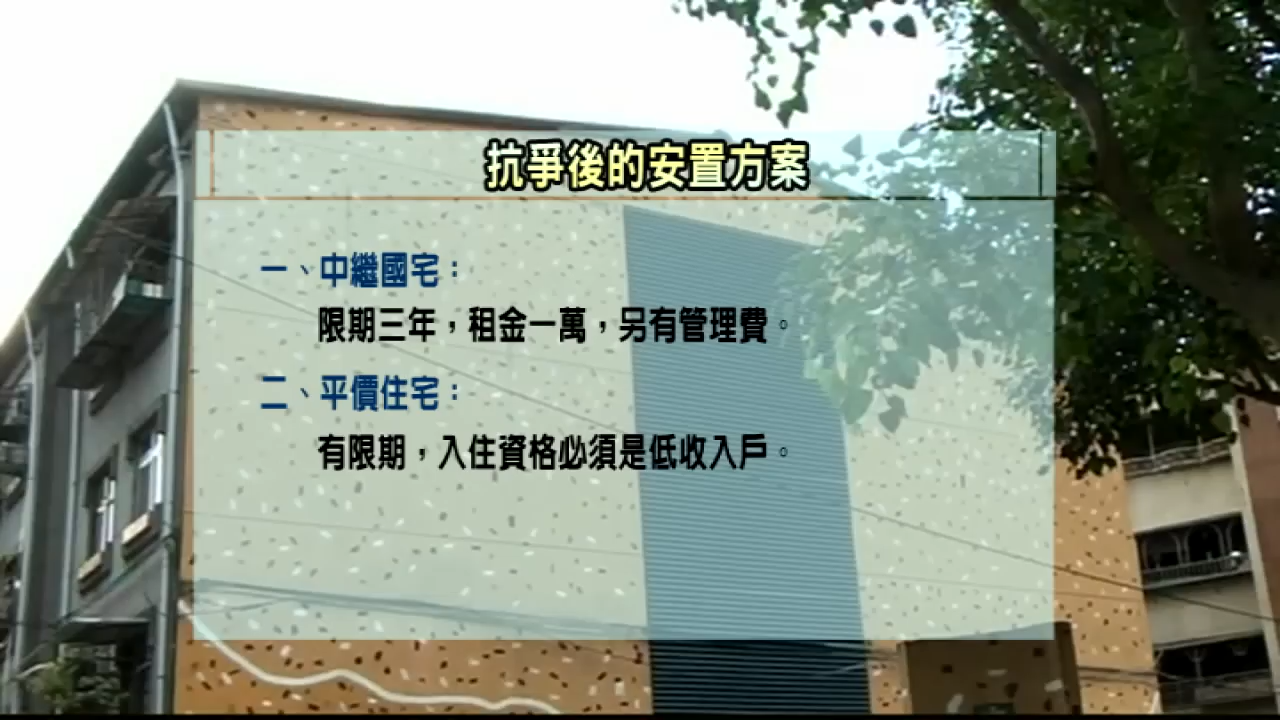 抗爭後的安置方案
一、中繼國宅：
限期三年，租金一萬，另有管理費。
二、平價住宅：
有限期，入住資格必須是低收入戶。